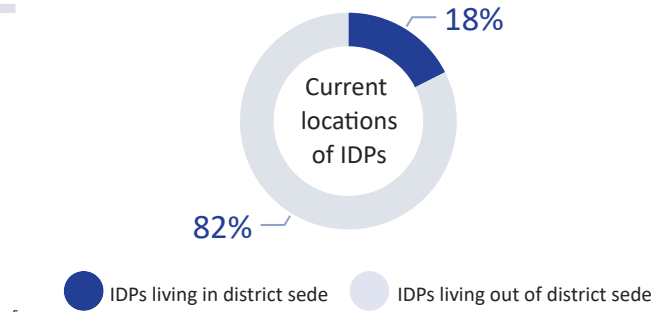 18%
Current
locations
of IDPs
82%
IDPs living in district sede
IDPs living out of district sede